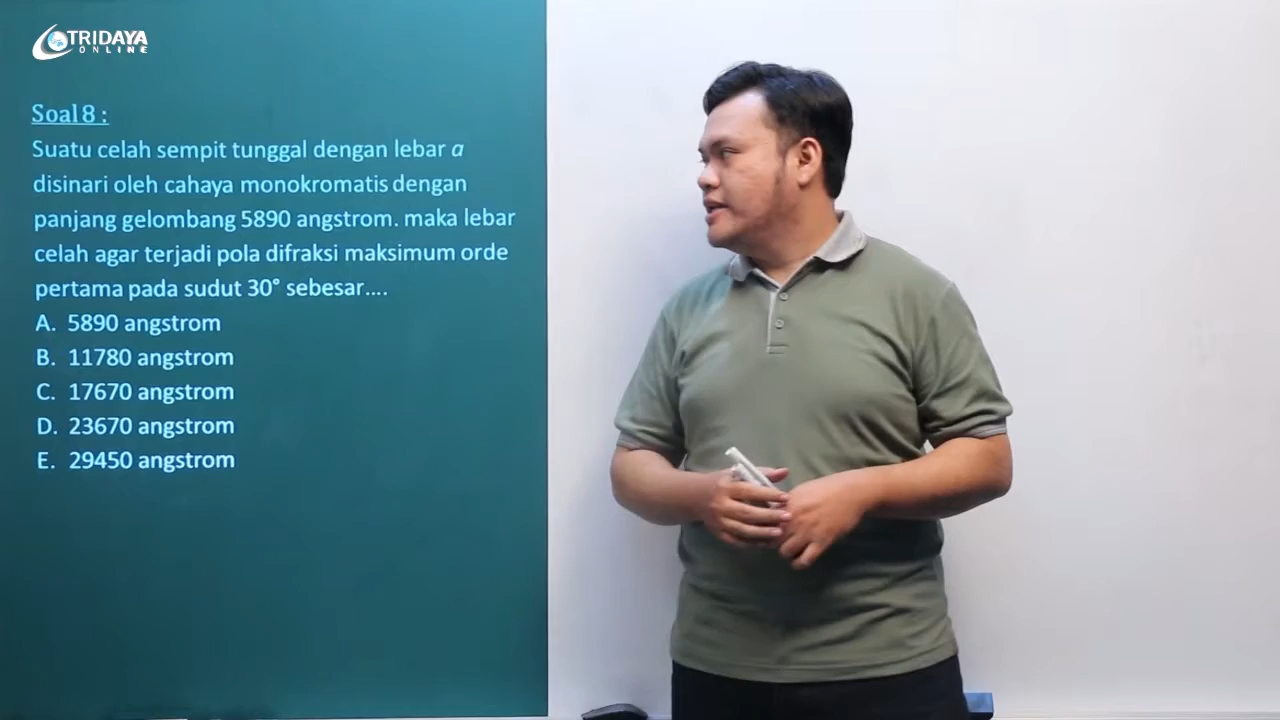 TRIDAYA
ONLINE
Soal 8 :
Suatu celah sempit tunggal dengan lebar a
disinari oleh cahaya monokromatis dengan
panjang gelombang 5890 angstrom. maka lebar
celah agar terjadi pola difraksi maksimum orde
pertama pada sudut 30° sebesar....
A. 5890 angstrom
B. 11780 angstrom
C. 17670 angstrom
D. 23670 angstrom
E. 29450 angstrom